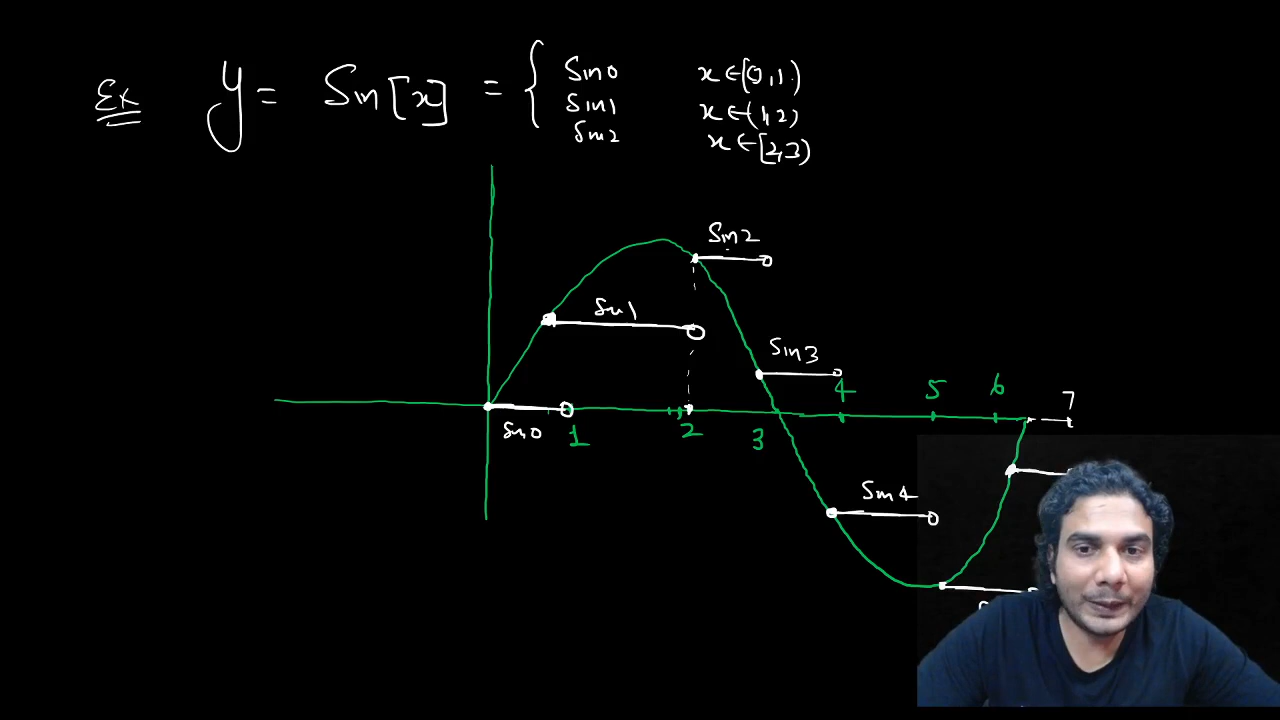 Ex y = Sin[x] = { Sin0 x∈[0,1)
Sin1 x∈(1,2)
Sin2 x∈[2,3)
Sin2
Sin1
Sin3
4 5 6 7
Sin0 1 2 3
Sin4